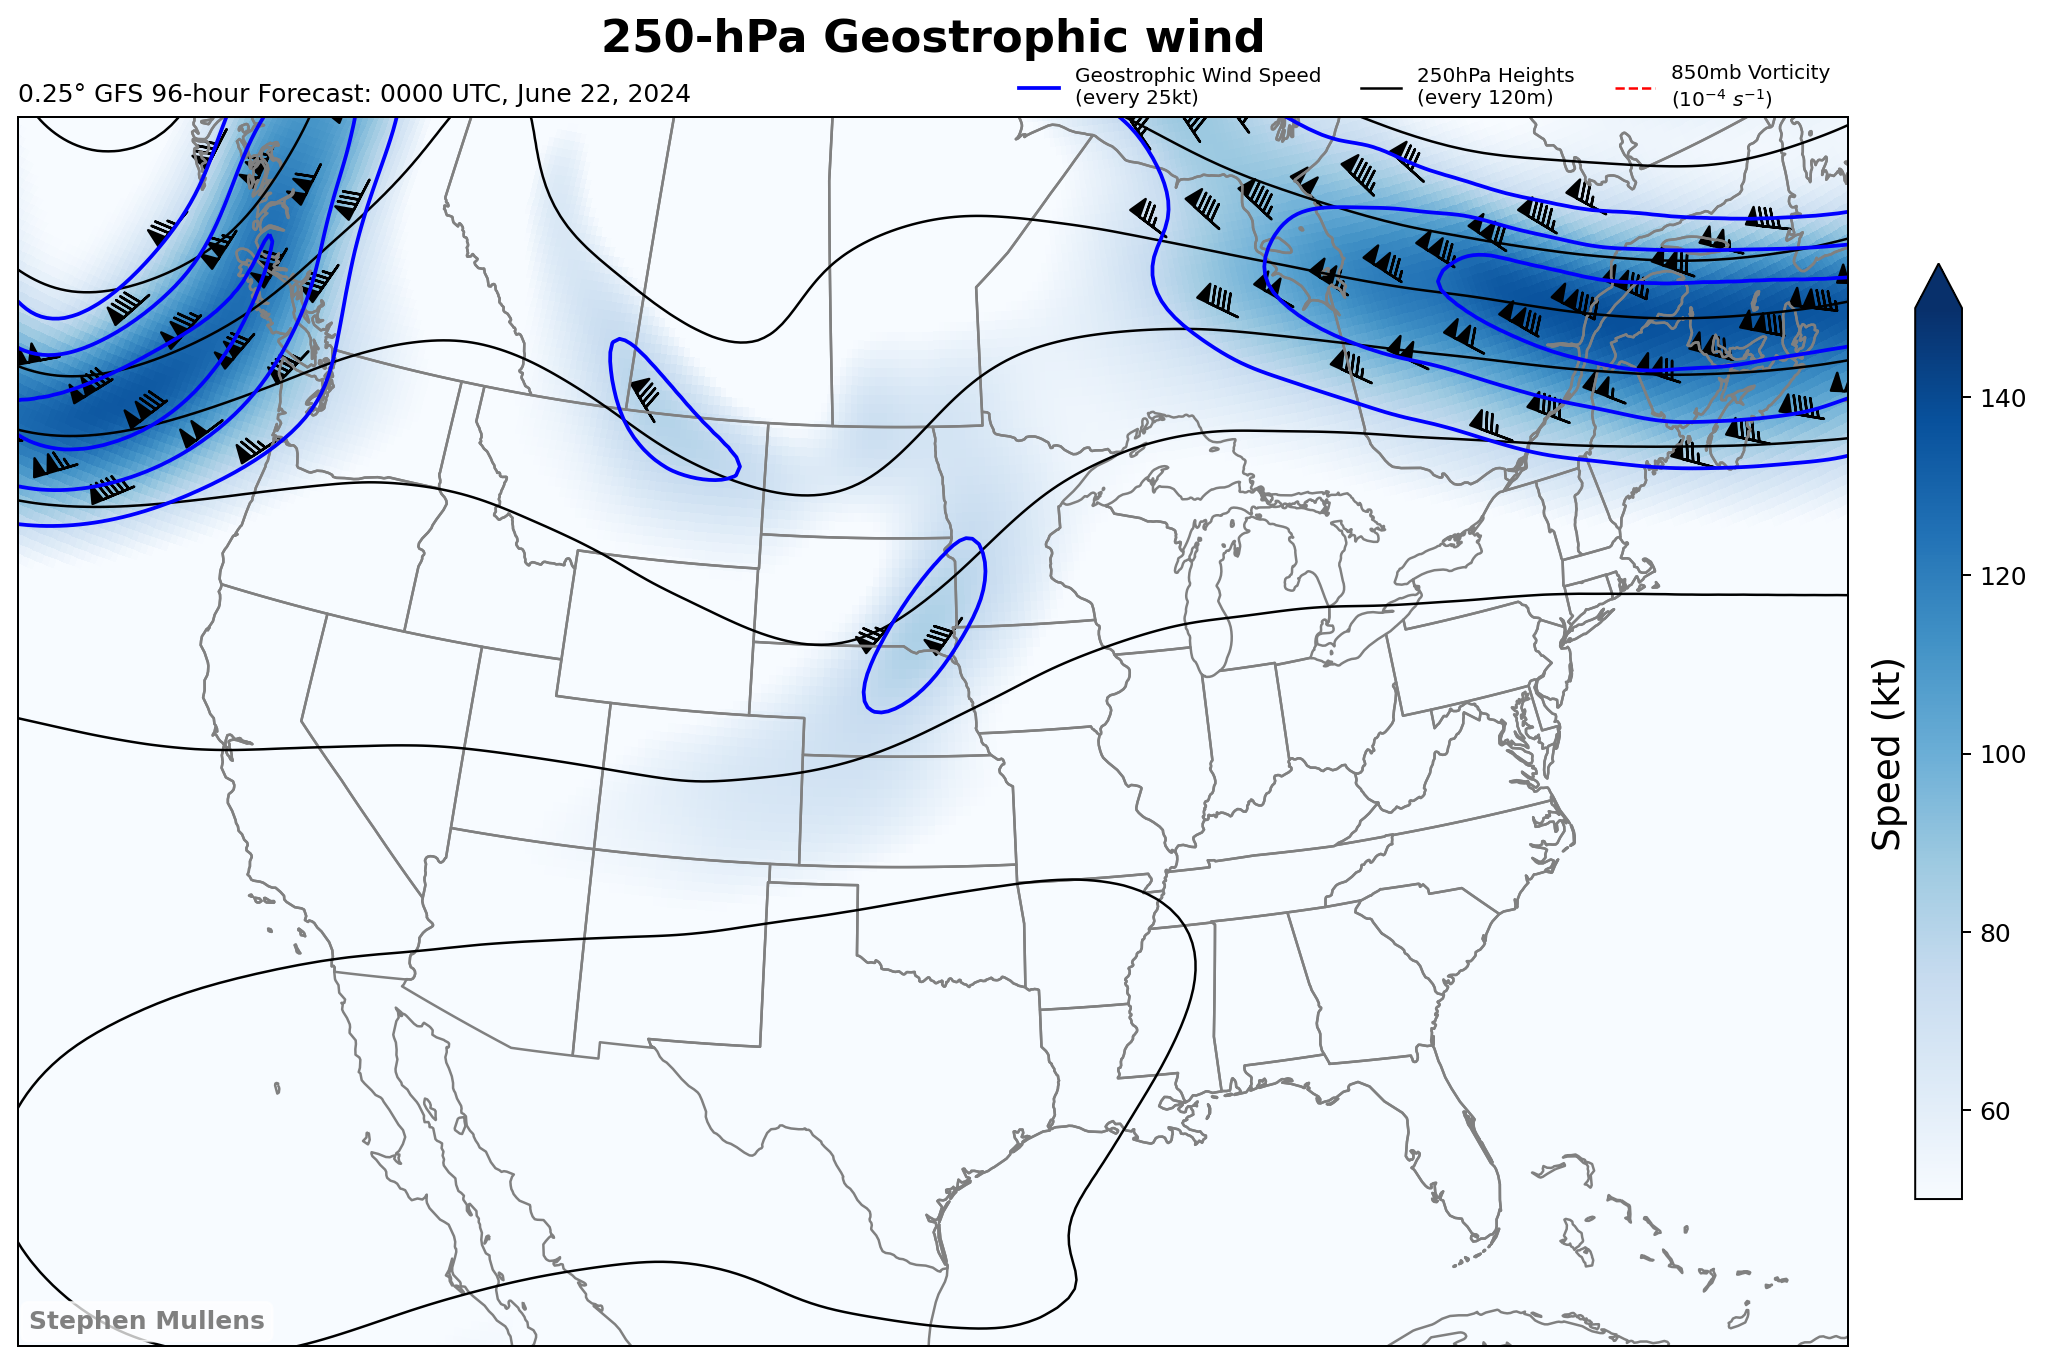 250-hPa Geostrophic wind
0.25° GFS 96-hour Forecast: 0000 UTC, June 22, 2024
Geostrophic Wind Speed
(every 25kt)
250hPa Heights
(every 120m)
850mb Vorticity
(10⁻⁴ s⁻¹)
140
120
100
80
60
Speed (kt)
Stephen Mullens